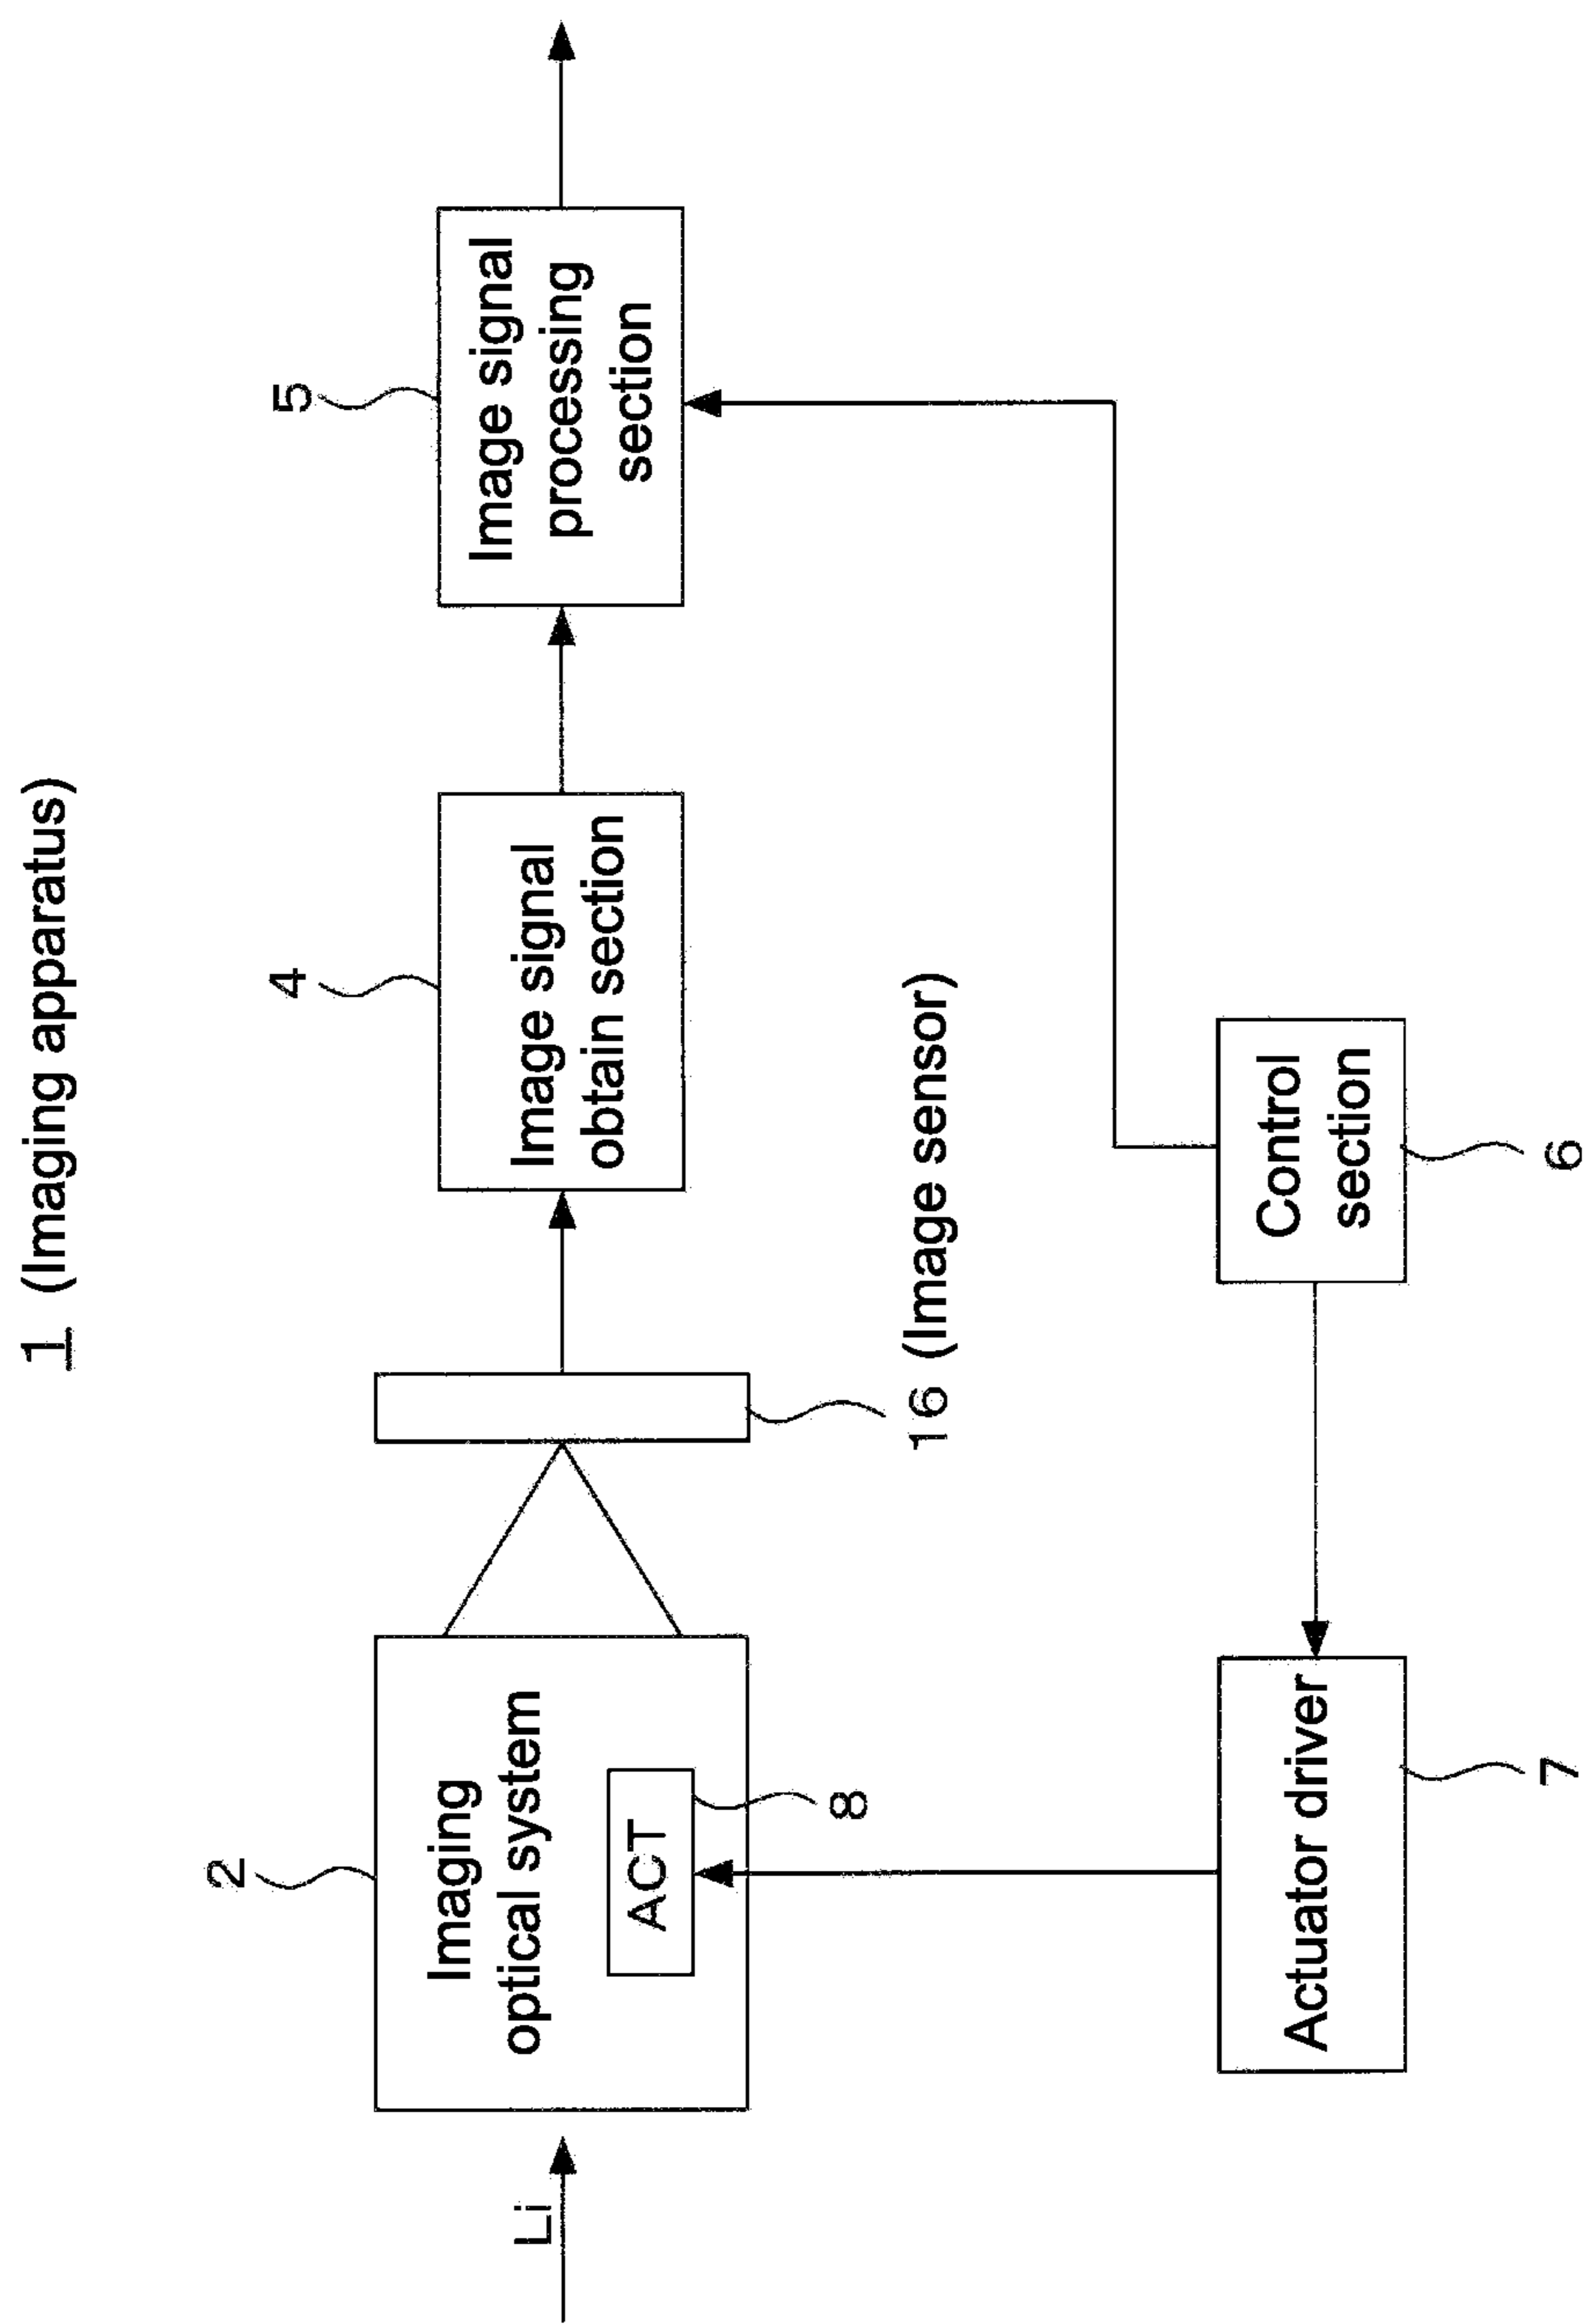 1 (Imaging apparatus)
2
Imaging
optical system
ACT
8
Li
16 (Image sensor)
4
Image signal
obtain section
5
Image signal
processing
section
Actuator driver
7
Control
section
6